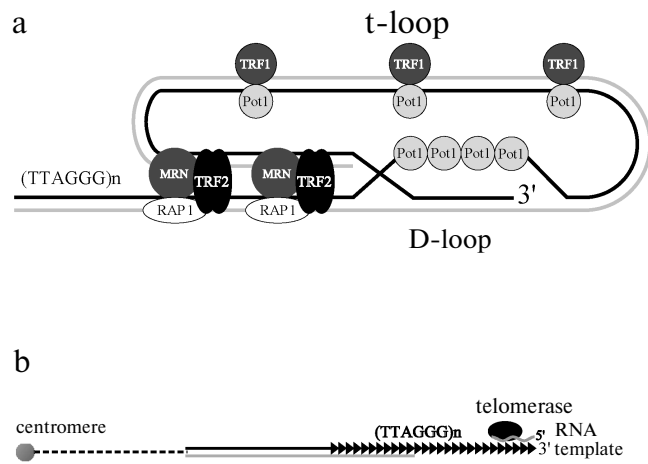 a
t-loop
TRF1 TRF1 TRF1
Pot1 Pot1 Pot1
Pot1 Pot1 Pot1 Pot1
(TTAGGG)n MRN TRF2 MRN TRF2
3'
RAP1 RAP1
D-loop
b
telomerase
centromere (TTAGGG)n 5' RNA
3' template